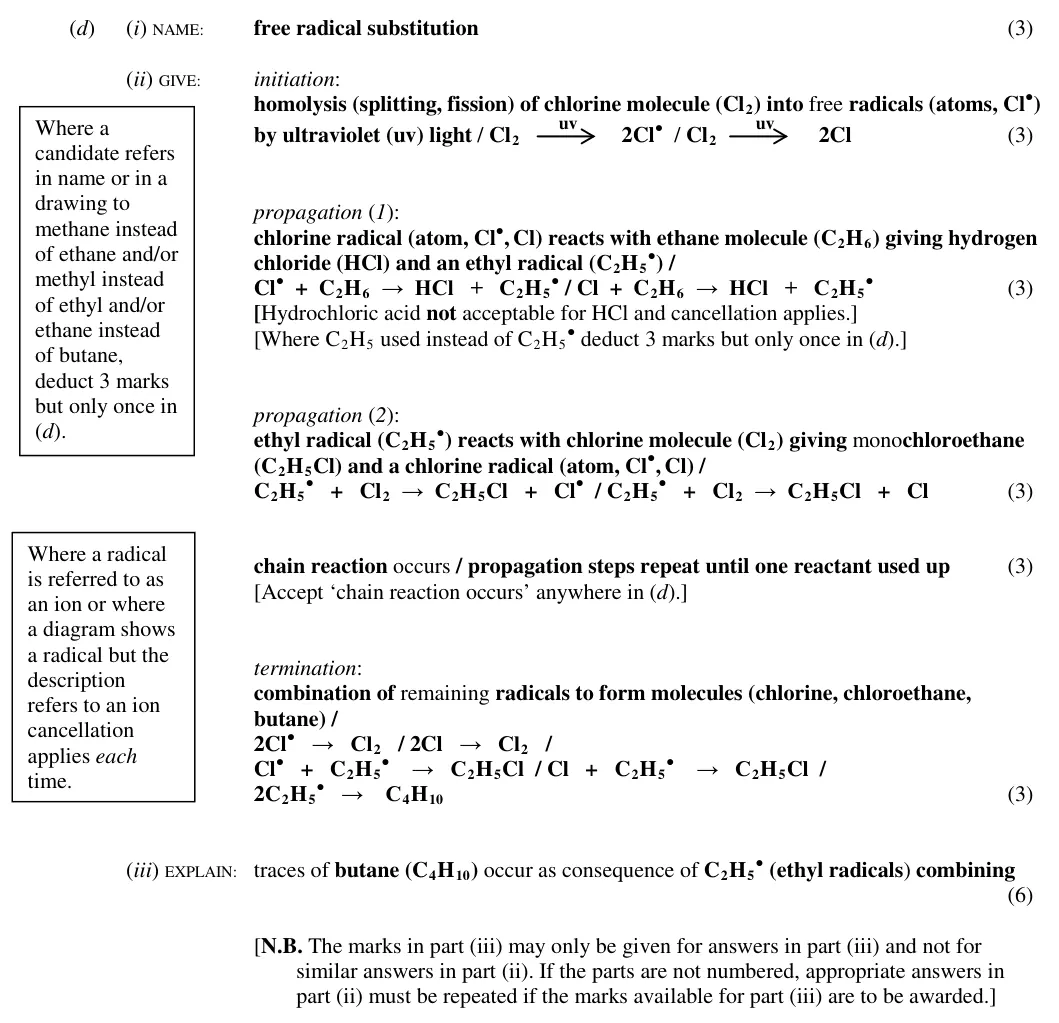 (d) (i) NAME: free radical substitution (3)
(ii) GIVE: initiation:
homolysis (splitting, fission) of chlorine molecule (Cl₂) into free radicals (atoms, Cl•)
by ultraviolet (uv) light / Cl₂ —uv→ 2Cl• / Cl₂ —uv→ 2Cl (3)
Where a
candidate refers
in name or in a
drawing to
methane instead
of ethane and/or
methyl instead
of ethyl and/or
ethane instead
of butane,
deduct 3 marks
but only once in
(d).
propagation (1):
chlorine radical (atom, Cl•, Cl) reacts with ethane molecule (C₂H₆) giving hydrogen
chloride (HCl) and an ethyl radical (C₂H₅•) /
Cl• + C₂H₆ → HCl + C₂H₅• / Cl + C₂H₆ → HCl + C₂H₅• (3)
[Hydrochloric acid not acceptable for HCl and cancellation applies.]
[Where C₂H₅ used instead of C₂H₅• deduct 3 marks but only once in (d).]
propagation (2):
ethyl radical (C₂H₅•) reacts with chlorine molecule (Cl₂) giving monochloroethane
(C₂H₅Cl) and a chlorine radical (atom, Cl•, Cl) /
C₂H₅• + Cl₂ → C₂H₅Cl + Cl• / C₂H₅• + Cl₂ → C₂H₅Cl + Cl (3)
Where a radical
is referred to as
an ion or where
a diagram shows
a radical but the
description
refers to an ion
cancellation
applies each
time.
chain reaction occurs / propagation steps repeat until one reactant used up (3)
[Accept ‘chain reaction occurs’ anywhere in (d).]
termination:
combination of remaining radicals to form molecules (chlorine, chloroethane,
butane) /
2Cl• → Cl₂ / 2Cl → Cl₂ /
Cl• + C₂H₅• → C₂H₅Cl / Cl + C₂H₅• → C₂H₅Cl /
2C₂H₅• → C₄H₁₀ (3)
(iii) EXPLAIN: traces of butane (C₄H₁₀) occur as consequence of C₂H₅• (ethyl radicals) combining
(6)
[N.B. The marks in part (iii) may only be given for answers in part (iii) and not for
similar answers in part (ii). If the parts are not numbered, appropriate answers in
part (ii) must be repeated if the marks available for part (iii) are to be awarded.]